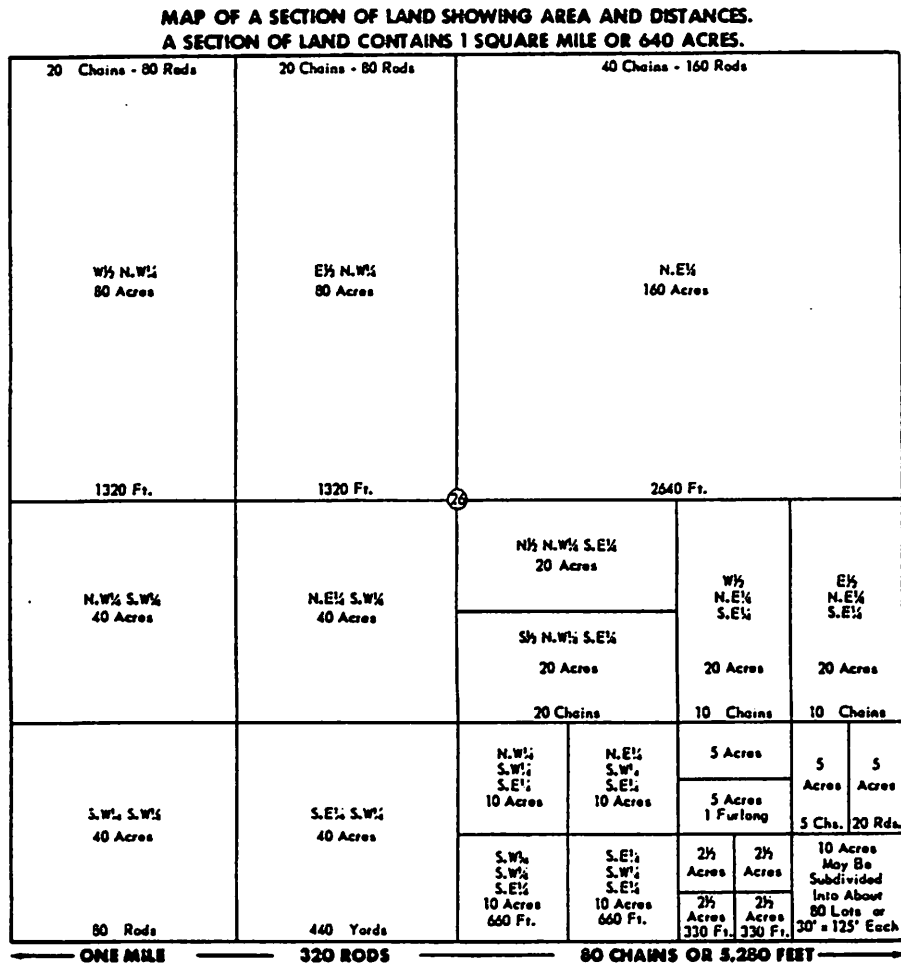 MAP OF A SECTION OF LAND SHOWING AREA AND DISTANCES.
A SECTION OF LAND CONTAINS 1 SQUARE MILE OR 640 ACRES.
20 Chains - 80 Rods
20 Chains - 80 Rods
40 Chains - 160 Rods
W½ N.W¼
80 Acres
E½ N.W¼
80 Acres
N.E¼
160 Acres
1320 Ft.
1320 Ft.
2640 Ft.
26
N.W¼ S.W¼
40 Acres
N.E¼ S.W¼
40 Acres
N½ N.W¼ S.E¼
20 Acres
S½ N.W¼ S.E¼
20 Acres
20 Chains
W½
N.E¼
S.E¼
20 Acres
10 Chains
E½
N.E¼
S.E¼
20 Acres
10 Chains
S.W¼ S.W¼
40 Acres
80 Rods
S.E¼ S.W¼
40 Acres
440 Yards
N.W¼
S.W¼
S.E¼
10 Acres
N.E¼
S.W¼
S.E¼
10 Acres
5 Acres
5 Acres
1 Furlong
5
Acres
5 Chs.
5
Acres
20 Rds.
S.W¼
S.W¼
S.E¼
10 Acres
660 Ft.
S.E¼
S.W¼
S.E¼
10 Acres
660 Ft.
2½
Acres
2½
Acres
2½
Acres
330 Ft.
2½
Acres
330 Ft.
10 Acres
May Be
Subdivided
Into About
80 Lots or
30' x 125' Each
ONE MILE
320 RODS
80 CHAINS OR 5,280 FEET